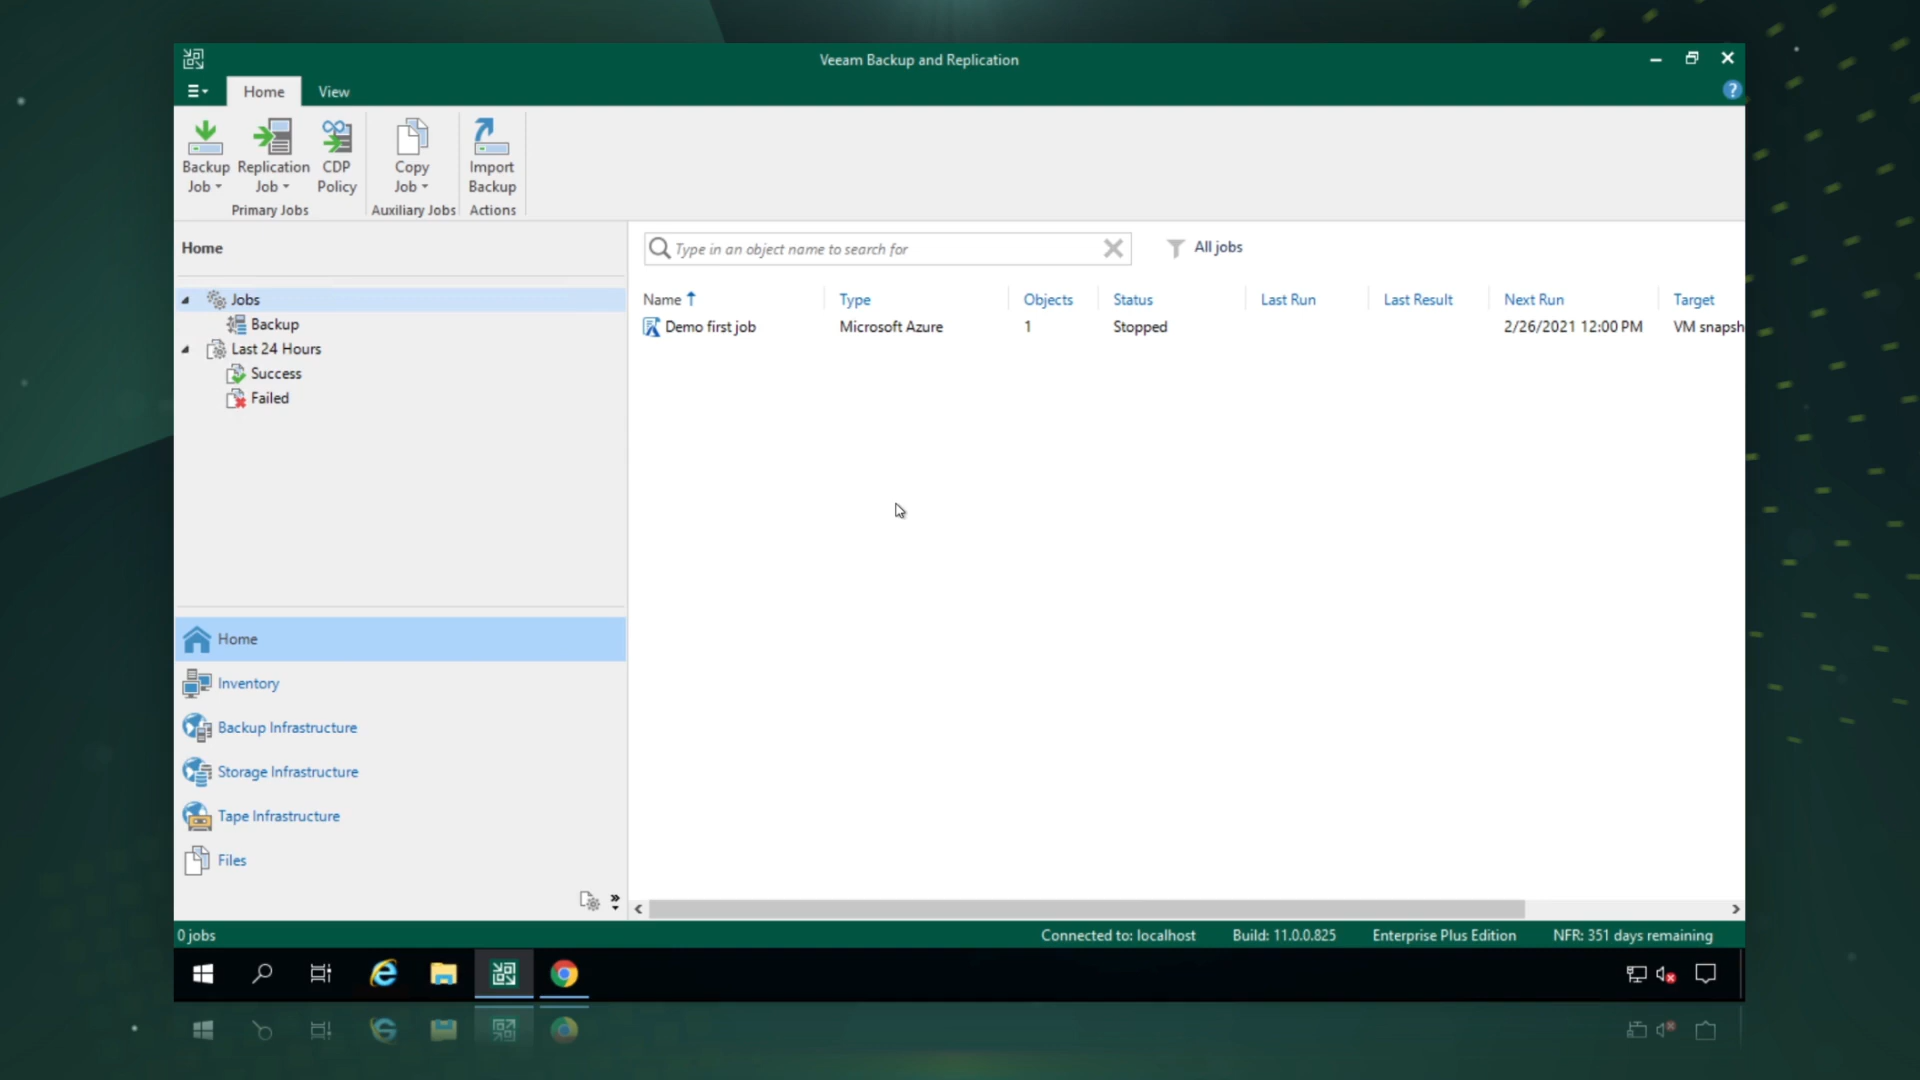 Veeam Backup and Replication
Home View
?
Backup Job
Replication Job
CDP Policy
Copy Job
Import Backup
Primary Jobs Auxiliary Jobs Actions
Home
Type in an object name to search for
All jobs
Jobs
Backup
Last 24 Hours
Success
Failed
Name Type Objects Status Last Run Last Result Next Run Target
Demo first job Microsoft Azure 1 Stopped 2/26/2021 12:00 PM VM snapsh
Home
Inventory
Backup Infrastructure
Storage Infrastructure
Tape Infrastructure
Files
0 jobs Connected to: localhost Build: 11.0.0.825 Enterprise Plus Edition NFR: 351 days remaining